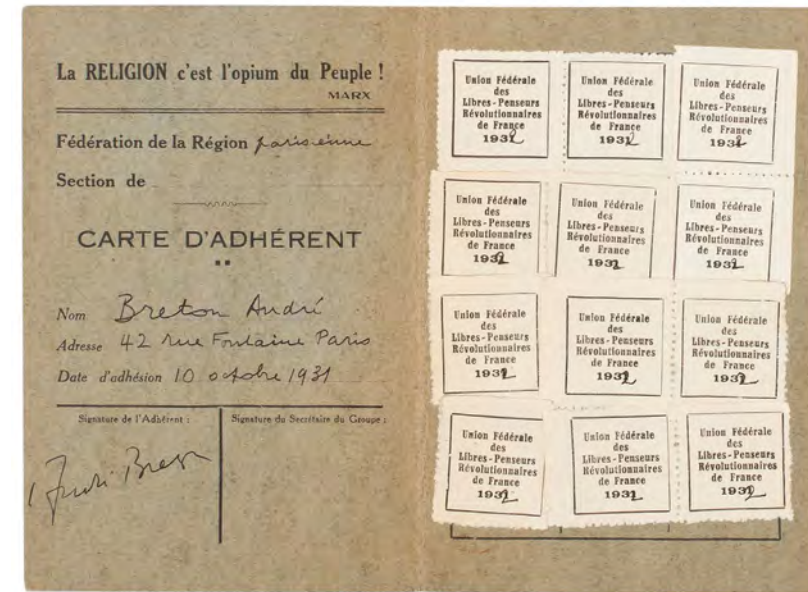 La RELIGION c'est l'opium du Peuple !
MARX
Fédération de la Région parisienne
Section de
CARTE D'ADHÉRENT
Nom Breton André
Adresse 42 rue Fontaine Paris
Date d'adhésion 10 octobre 1931
Signature de l'Adhérent :
Signature du Secrétaire du Groupe :
André Breton
Union Fédérale
des
Libres-Penseurs
Révolutionnaires
de France
1932
Union Fédérale
des
Libres-Penseurs
Révolutionnaires
de France
1932
Union Fédérale
des
Libres-Penseurs
Révolutionnaires
de France
1932
Union Fédérale
des
Libres-Penseurs
Révolutionnaires
de France
1932
Union Fédérale
des
Libres-Penseurs
Révolutionnaires
de France
1932
Union Fédérale
des
Libres-Penseurs
Révolutionnaires
de France
1932
Union Fédérale
des
Libres-Penseurs
Révolutionnaires
de France
1932
Union Fédérale
des
Libres-Penseurs
Révolutionnaires
de France
1932
Union Fédérale
des
Libres-Penseurs
Révolutionnaires
de France
1932
Union Fédérale
des
Libres-Penseurs
Révolutionnaires
de France
1932
Union Fédérale
des
Libres-Penseurs
Révolutionnaires
de France
1932
Union Fédérale
des
Libres-Penseurs
Révolutionnaires
de France
1932